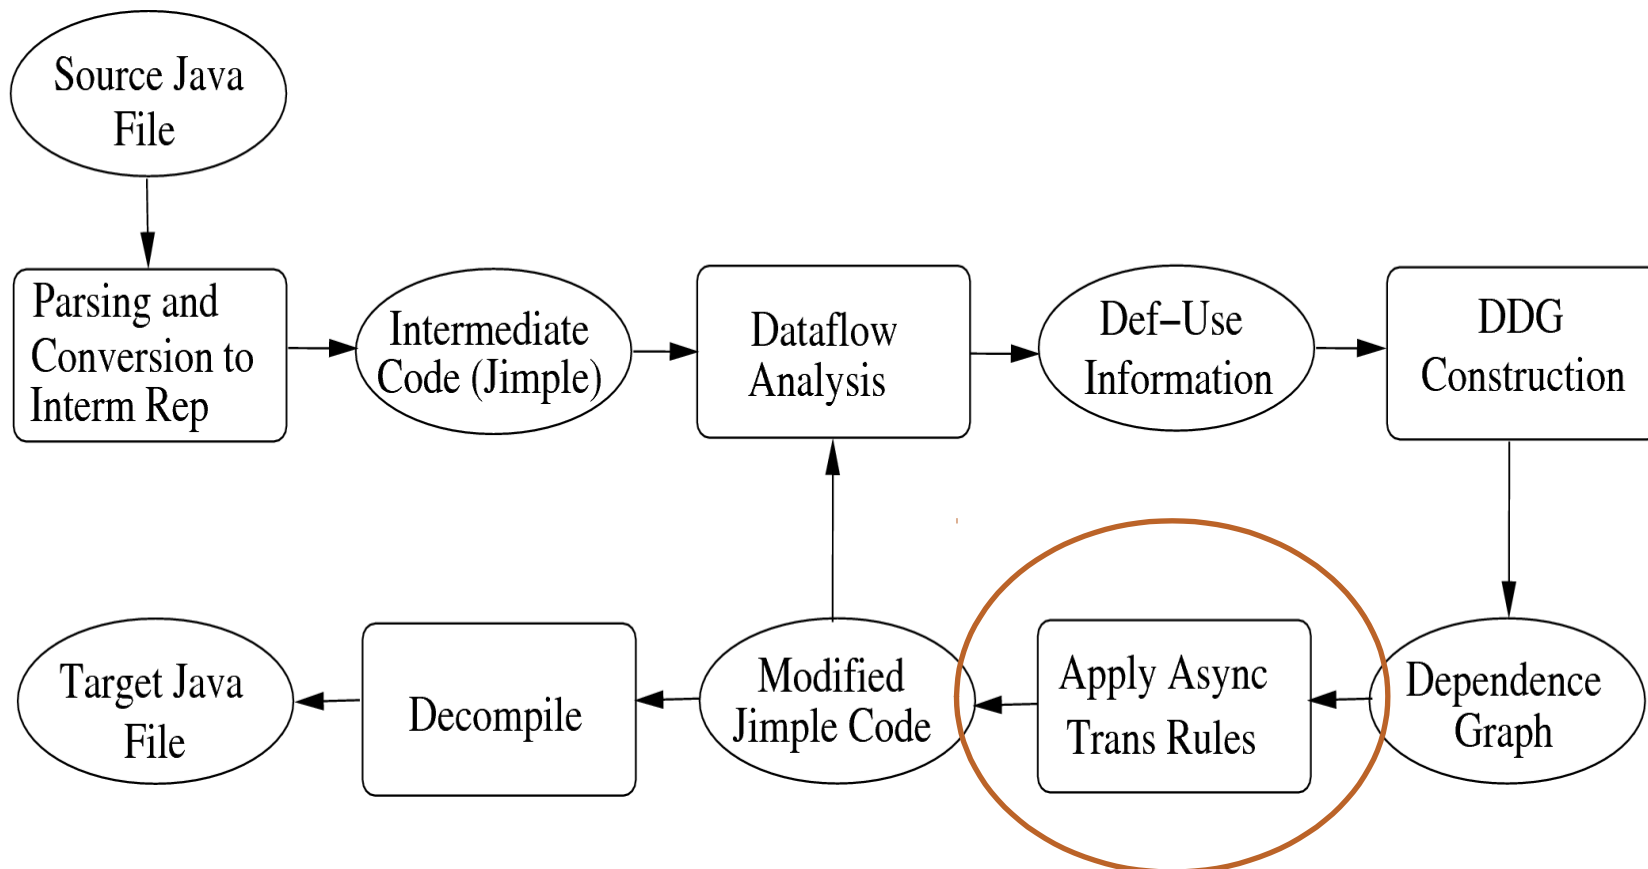 Source Java
File
Parsing and
Conversion to
Interm Rep
Intermediate
Code (Jimple)
Dataflow
Analysis
Def–Use
Information
DDG
Construction
Target Java
File
Decompile
Modified
Jimple Code
Apply Async
Trans Rules
Dependence
Graph